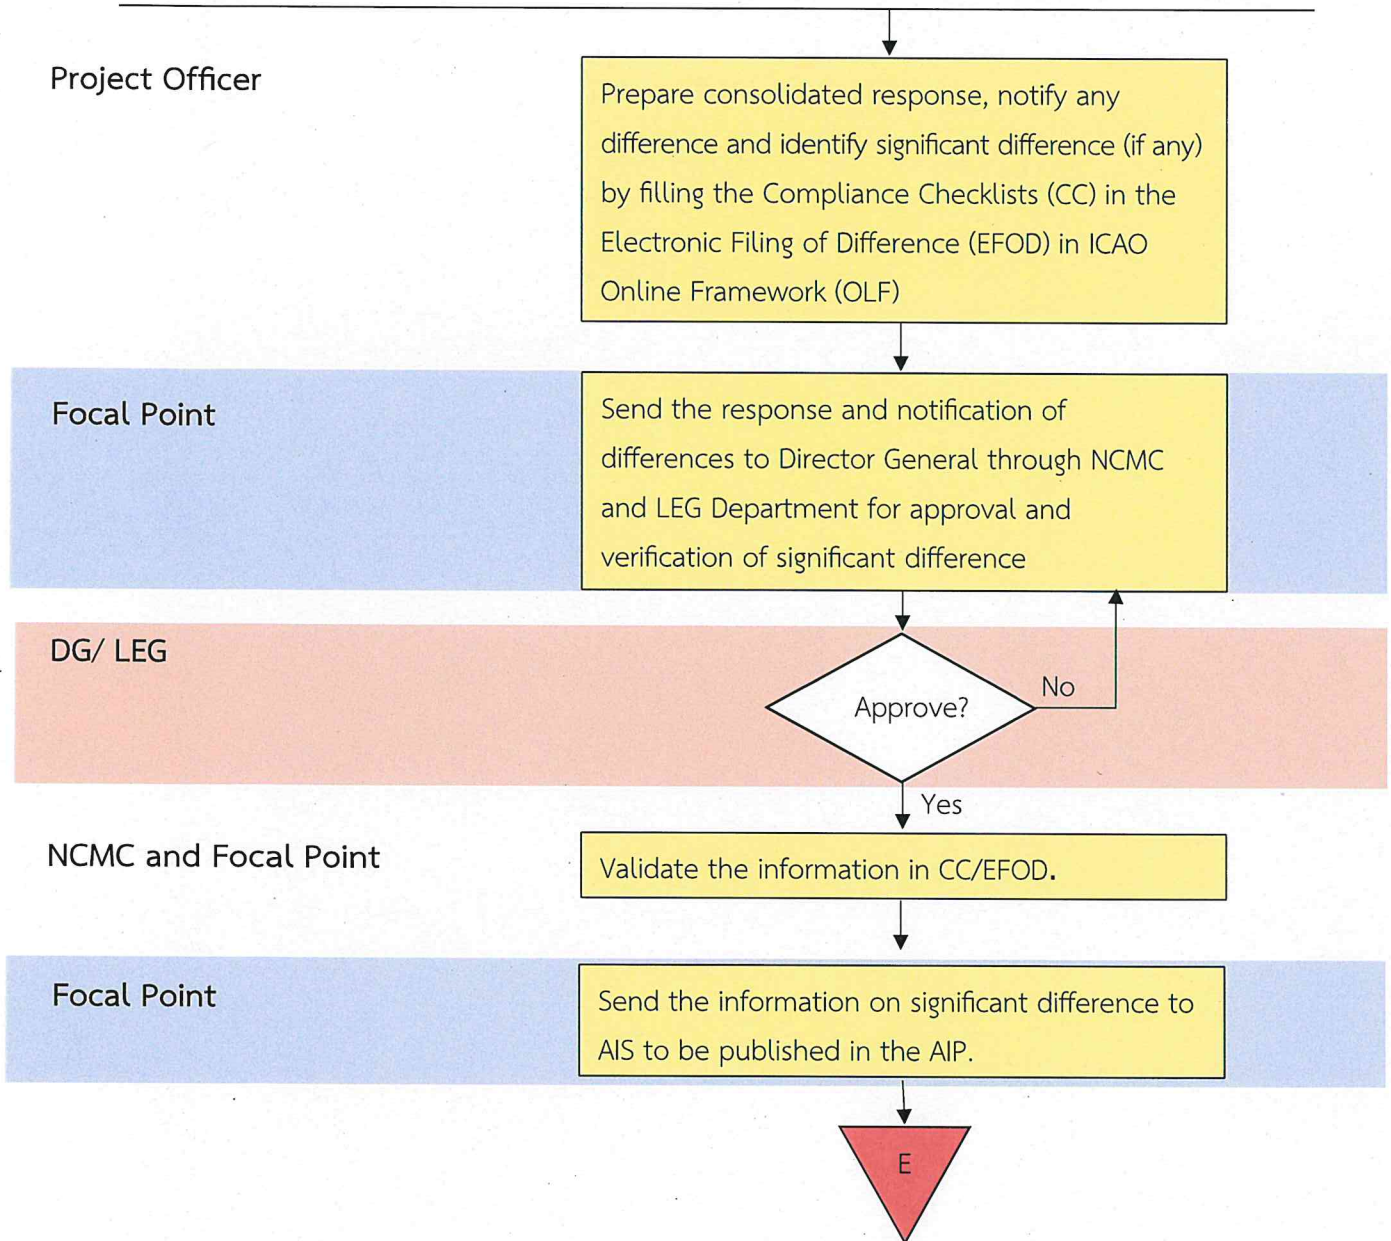 Project Officer
Prepare consolidated response, notify any
difference and identify significant difference (if any)
by filling the Compliance Checklists (CC) in the
Electronic Filing of Difference (EFOD) in ICAO
Online Framework (OLF)
Focal Point
Send the response and notification of
differences to Director General through NCMC
and LEG Department for approval and
verification of significant difference
DG/ LEG
Approve?
No
Yes
NCMC and Focal Point
Validate the information in CC/EFOD.
Focal Point
Send the information on significant difference to
AIS to be published in the AIP.
E